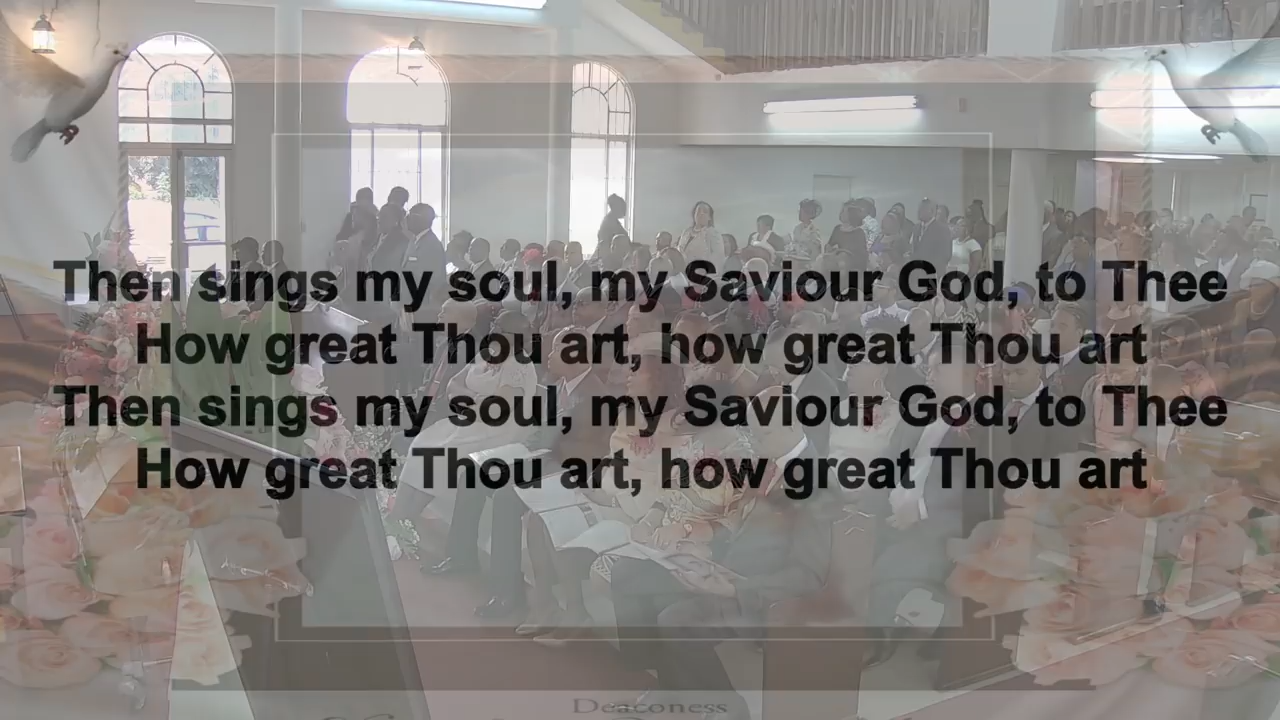 Then sings my soul, my Saviour God, to Thee
How great Thou art, how great Thou art
Then sings my soul, my Saviour God, to Thee
How great Thou art, how great Thou art
Deaconess